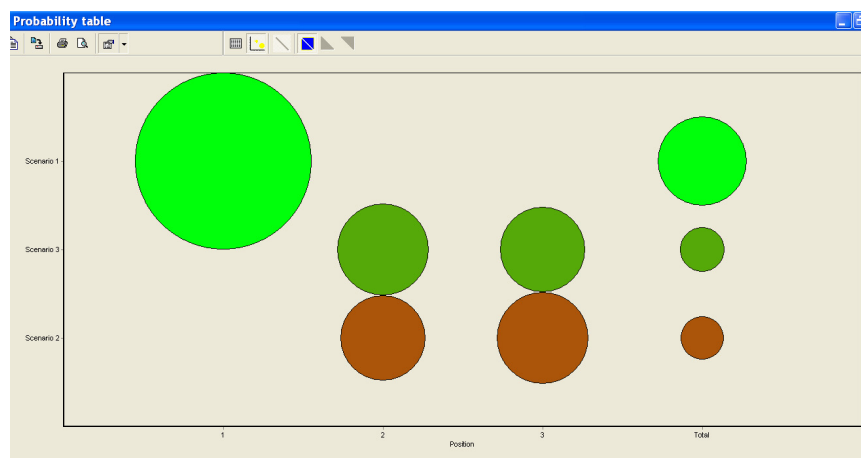 Probability table
Scenario 1
Scenario 3
Scenario 2
1
2
3
Total
Position